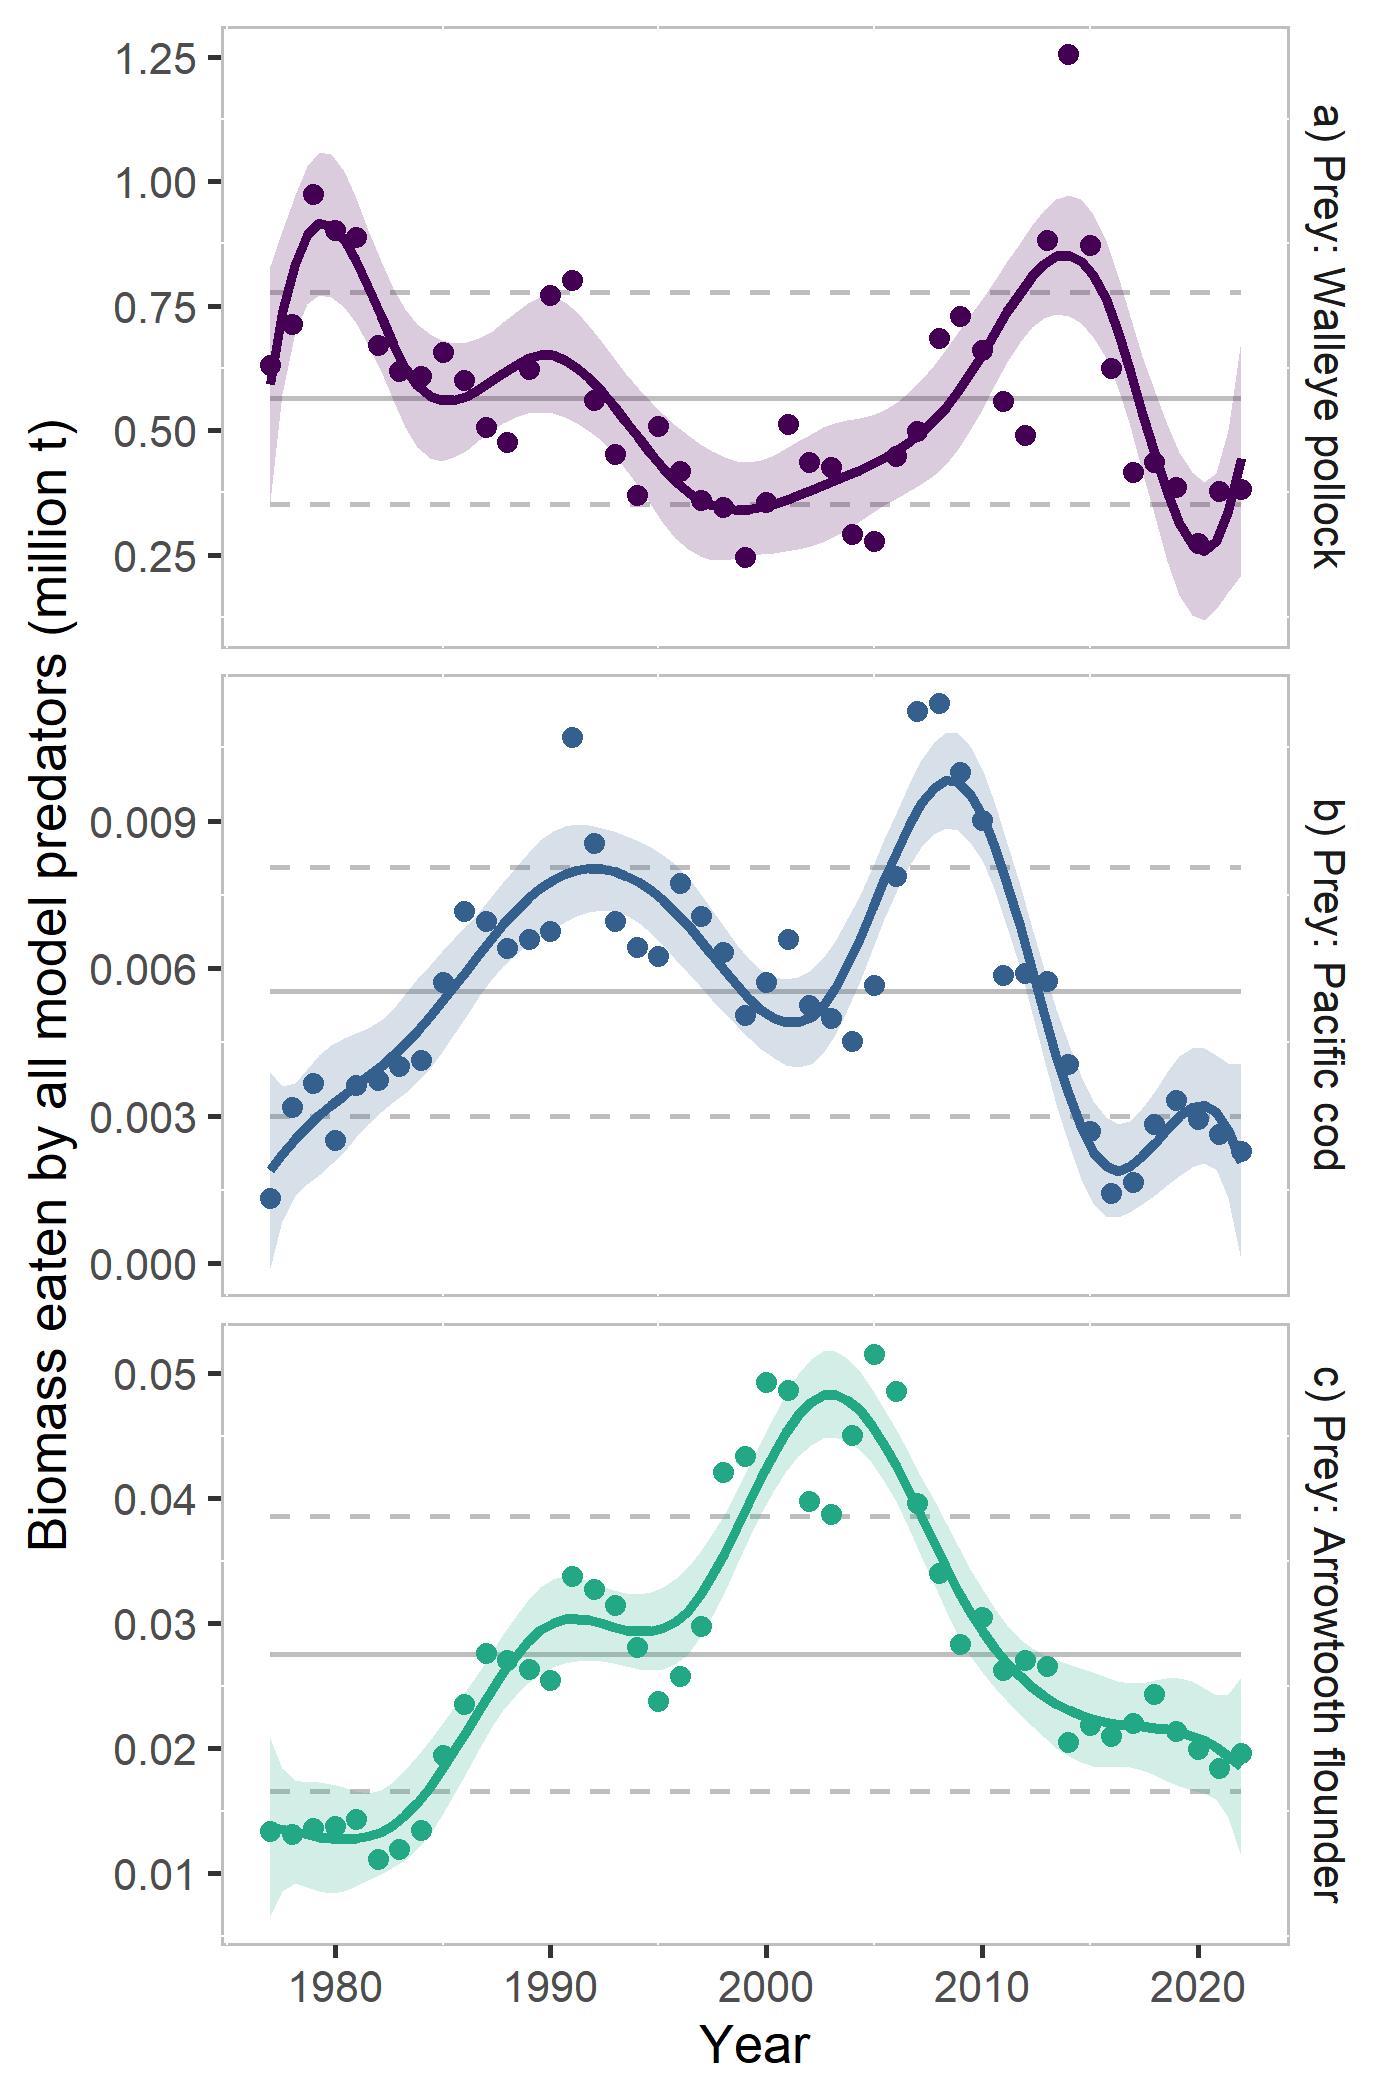 Biomass eaten by all model predators (million t)
1.25
1.00
0.75
0.50
0.25
a) Prey: Walleye pollock
0.009
0.006
0.003
0.000
b) Prey: Pacific cod
0.05
0.04
0.03
0.02
0.01
c) Prey: Arrowtooth flounder
1980 1990 2000 2010 2020
Year